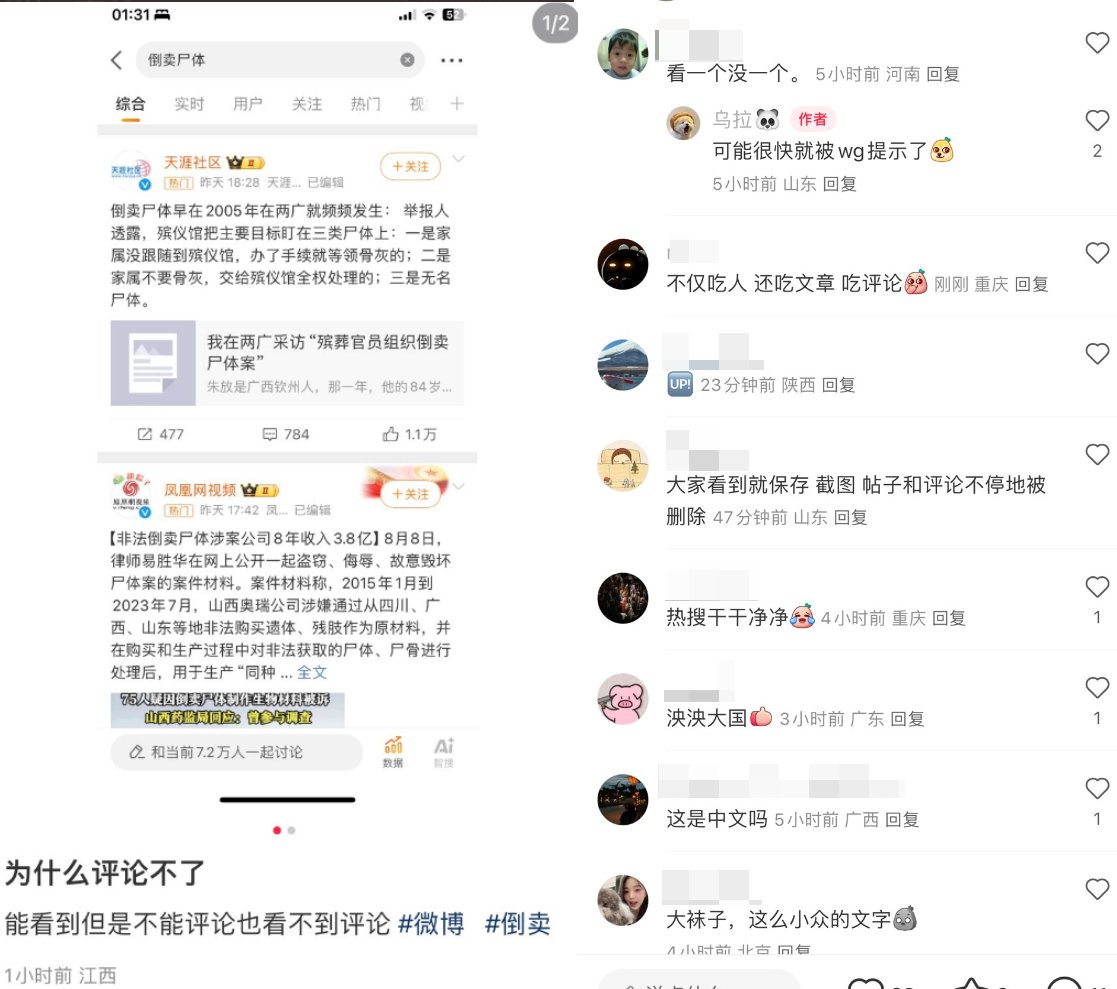 01:31
52
1/2
倒卖尸体
综合 实时 用户 关注 热门 视
天涯社区
II
+关注
热门 昨天 18:28 天涯... 已编辑
倒卖尸体早在2005年在两广就频频发生： 举报人
透露，殡仪馆把主要目标盯在三类尸体上：一是家
属没跟随到殡仪馆，办了手续就等领骨灰的；二是
家属不要骨灰，交给殡仪馆全权处理的；三是无名
尸体。
我在两广采访“殡葬官员组织倒卖
尸体案”
朱放是广西钦州人，那一年，他的84岁...
477 784 1.1万
凤凰网视频
II
+关注
热门 昨天 17:42 凤... 已编辑
【非法倒卖尸体涉案公司8年收入3.8亿】8月8日，
律师易胜华在网上公开一起盗窃、侮辱、故意毁坏
尸体案的案件材料。案件材料称，2015年1月到
2023年7月，山西奥瑞公司涉嫌通过从四川、广
西、山东等地非法购买遗体、残肢作为原材料，并
在购买和生产过程中对非法获取的尸体、尸骨进行
处理后，用于生产“同种 ... 全文
75人疑因倒卖尸体制作生物材料被诉
山西药监局回应：曾参与调查
和当前7.2万人一起讨论
数据
Ai
智搜
为什么评论不了
能看到但是不能评论也看不到评论 #微博 #倒卖
1小时前 江西
看一个没一个。 5小时前 河南 回复
乌拉🐼 作者
可能很快就被wg提示了
2
5小时前 山东 回复
不仅吃人 还吃文章 吃评论 刚刚 重庆 回复
UP! 23分钟前 陕西 回复
大家看到就保存 截图 帖子和评论不停地被
删除 47分钟前 山东 回复
热搜干干净净 4小时前 重庆 回复
1
泱泱大国 3小时前 广东 回复
1
这是中文吗 5小时前 广西 回复
1
大袜子，这么小众的文字
4小时前 北京 回复